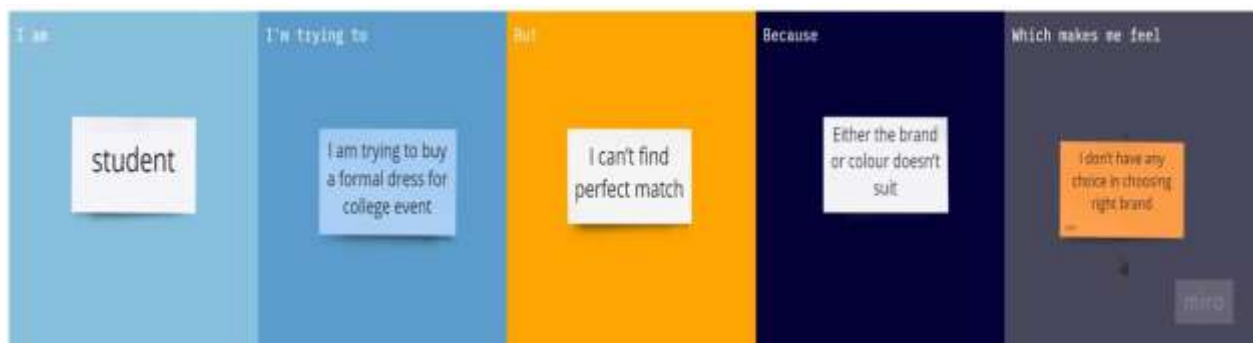 I am
student
I'm trying to
I am trying to buy
a formal dress for
college event
But
I can't find
perfect match
Because
Either the brand
or colour doesn't
suit
Which makes me feel
I don't have any
choice in choosing
right brand
miro